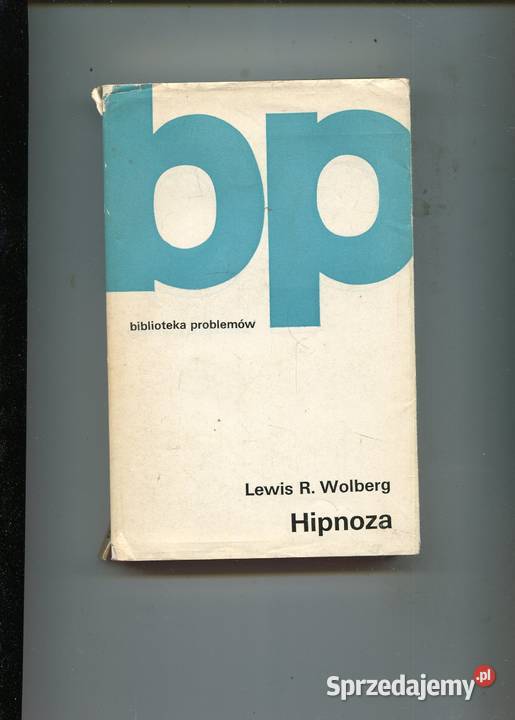 bp
biblioteka problemów
Lewis R. Wolberg
Hipnoza
Sprzedajemy.pl